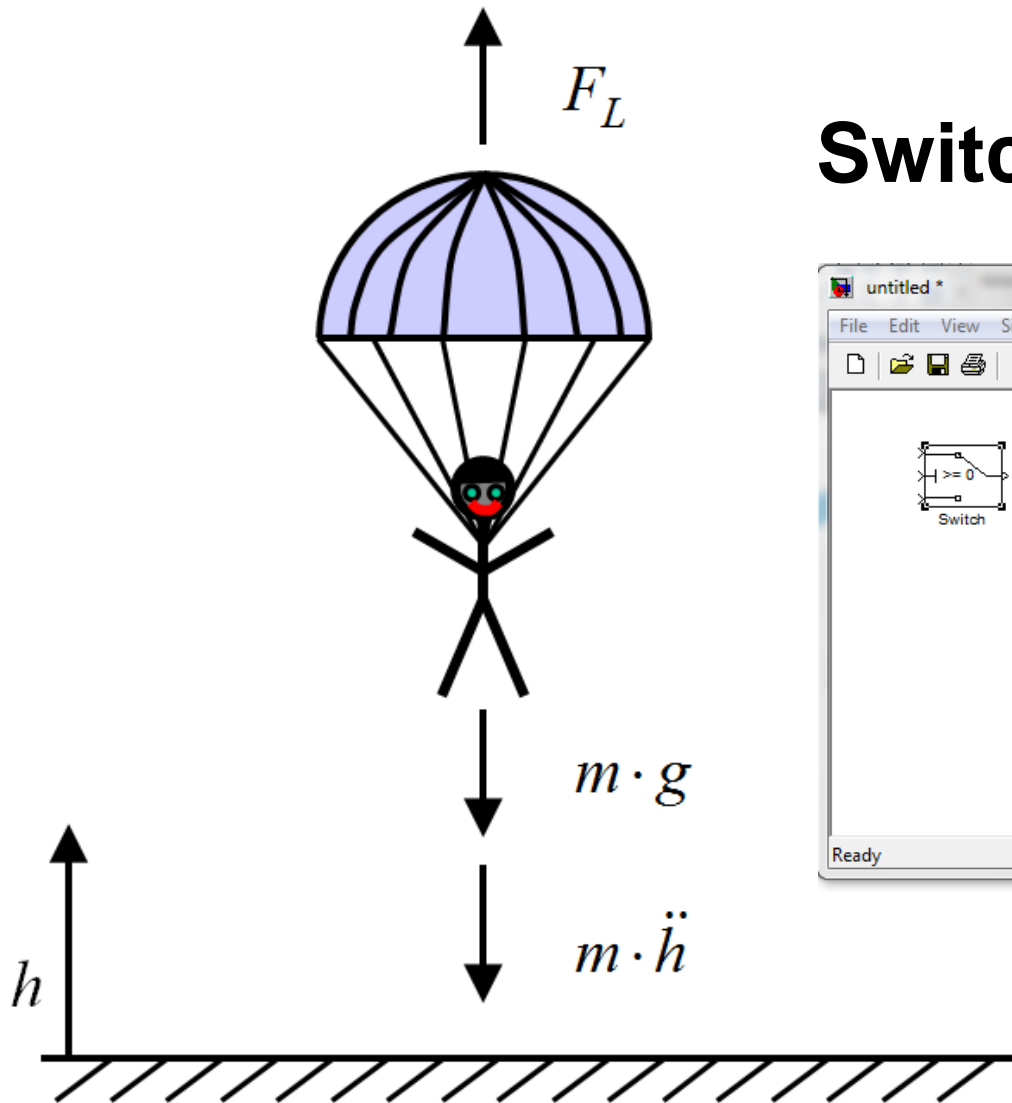 F_L
Switc
untitled *
File Edit View S
>= 0
Switch
m · g
Ready
m · ḧ
h